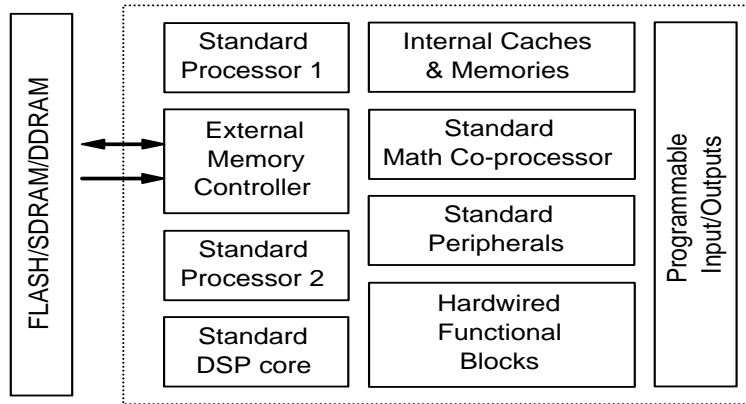 FLASH/SDRAM/DDRAM
Standard
Processor 1
External
Memory
Controller
Standard
Processor 2
Standard
DSP core
Internal Caches
& Memories
Standard
Math Co-processor
Standard
Peripherals
Hardwired
Functional
Blocks
Programmable
Input/Outputs